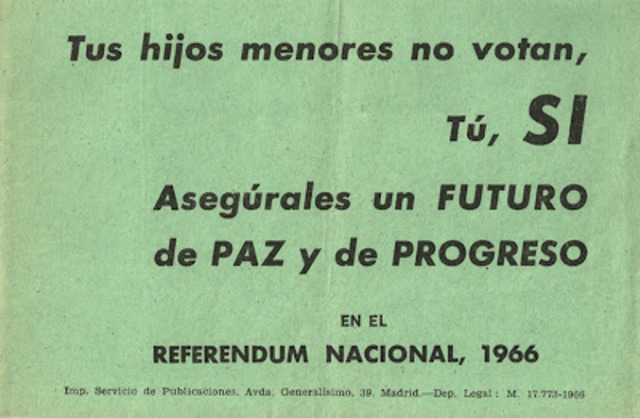 Tus hijos menores no votan,
Tú, SI
Asegúrales un FUTURO
de PAZ y de PROGRESO
EN EL
REFERENDUM NACIONAL, 1966
Imp. Servicio de Publicaciones. Avda. Generalísimo, 39. Madrid.—Dep. Legal: M. 17.773-1966